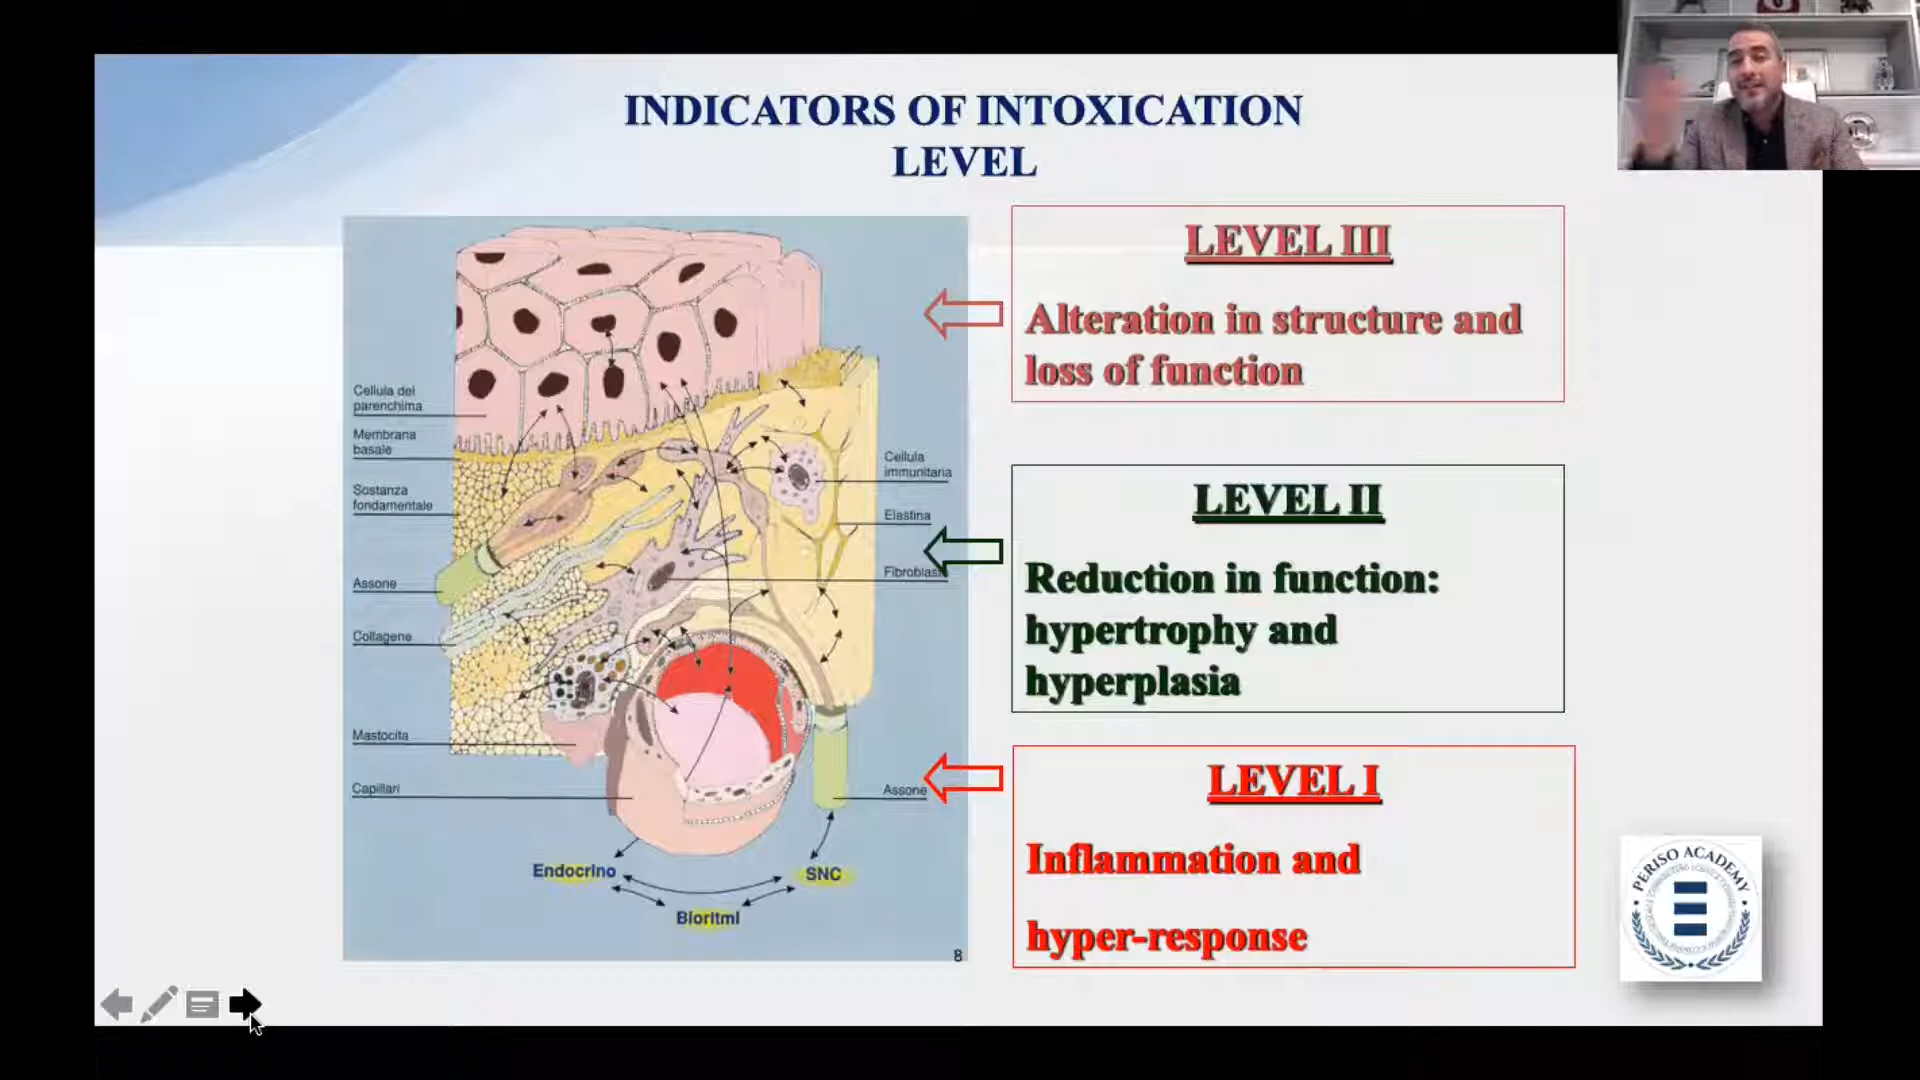 INDICATORS OF INTOXICATION
LEVEL
Cellula del
parenchima
Membrana
basale
Sostanza
fondamentale
Assone
Collagene
Mastocita
Capillari
Cellula
immunitaria
Elastina
Fibroblas
Assone
Endocrino
SNC
Bioritmi
8
LEVEL III
Alteration in structure and
loss of function
LEVEL II
Reduction in function:
hypertrophy and
hyperplasia
LEVEL I
Inflammation and
hyper-response
PERISO ACADEMY